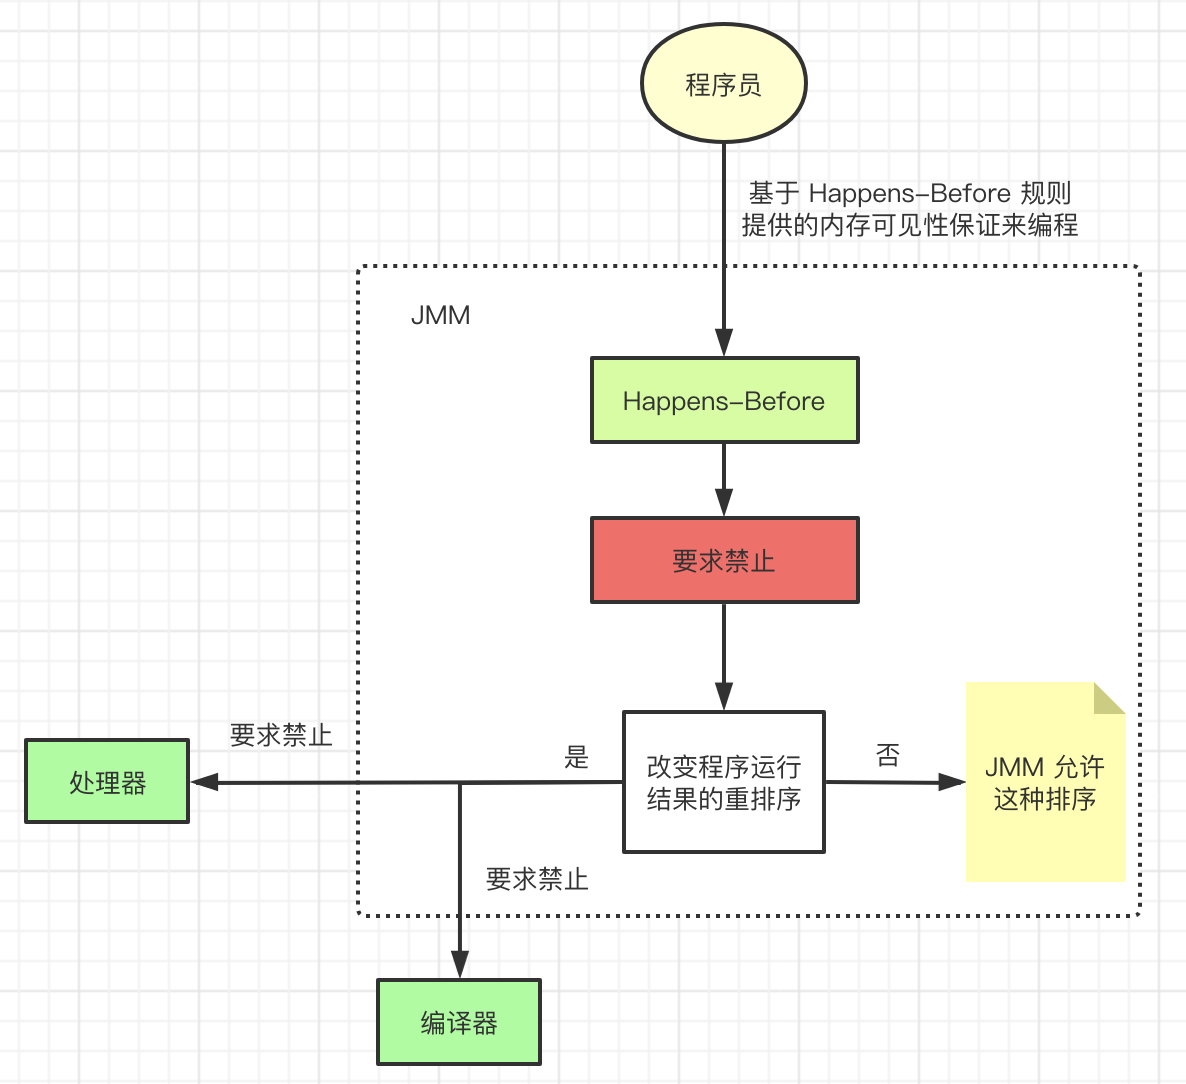 程序员
基于 Happens-Before 规则
提供的内存可见性保证来编程
JMM
Happens-Before
要求禁止
要求禁止
是
改变程序运行
结果的重排序
否
JMM 允许
这种排序
处理器
要求禁止
编译器